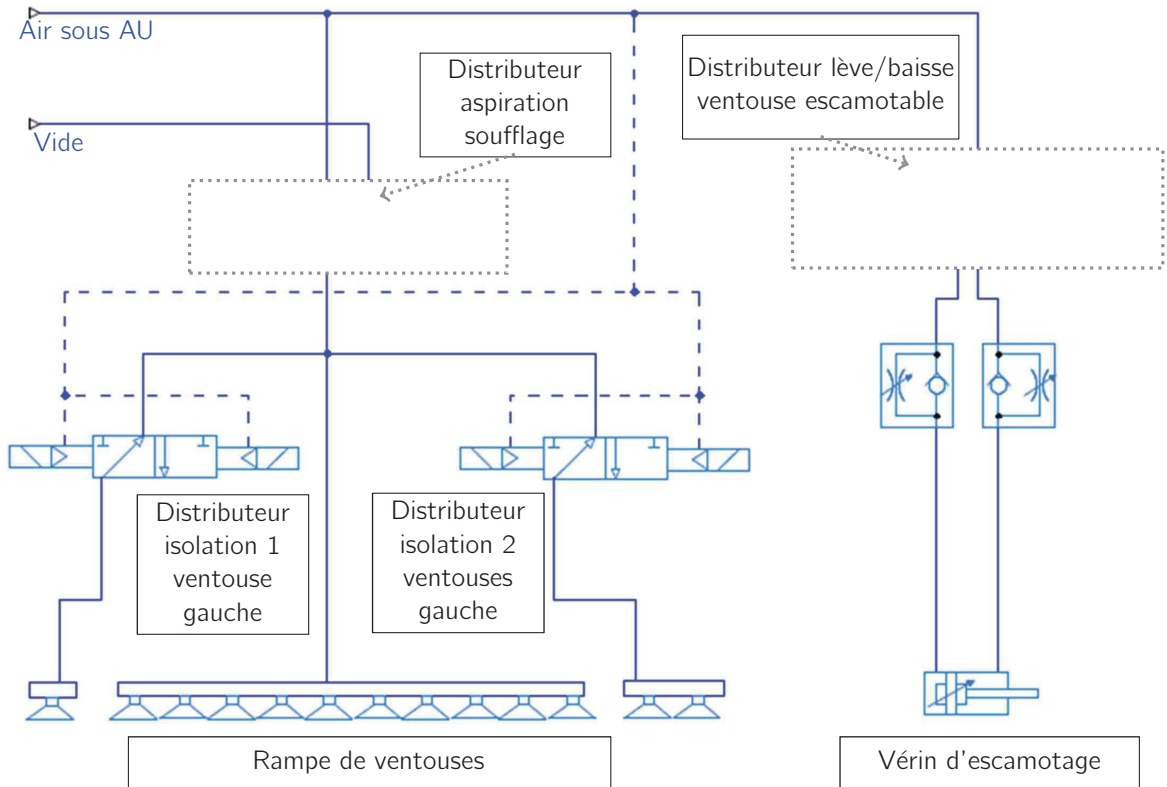 Air sous AU
Vide
Distributeur
aspiration
soufflage
Distributeur lève/baisse
ventouse escamotable
Distributeur
isolation 1
ventouse
gauche
Distributeur
isolation 2
ventouses
gauche
Rampe de ventouses
Vérin d'escamotage